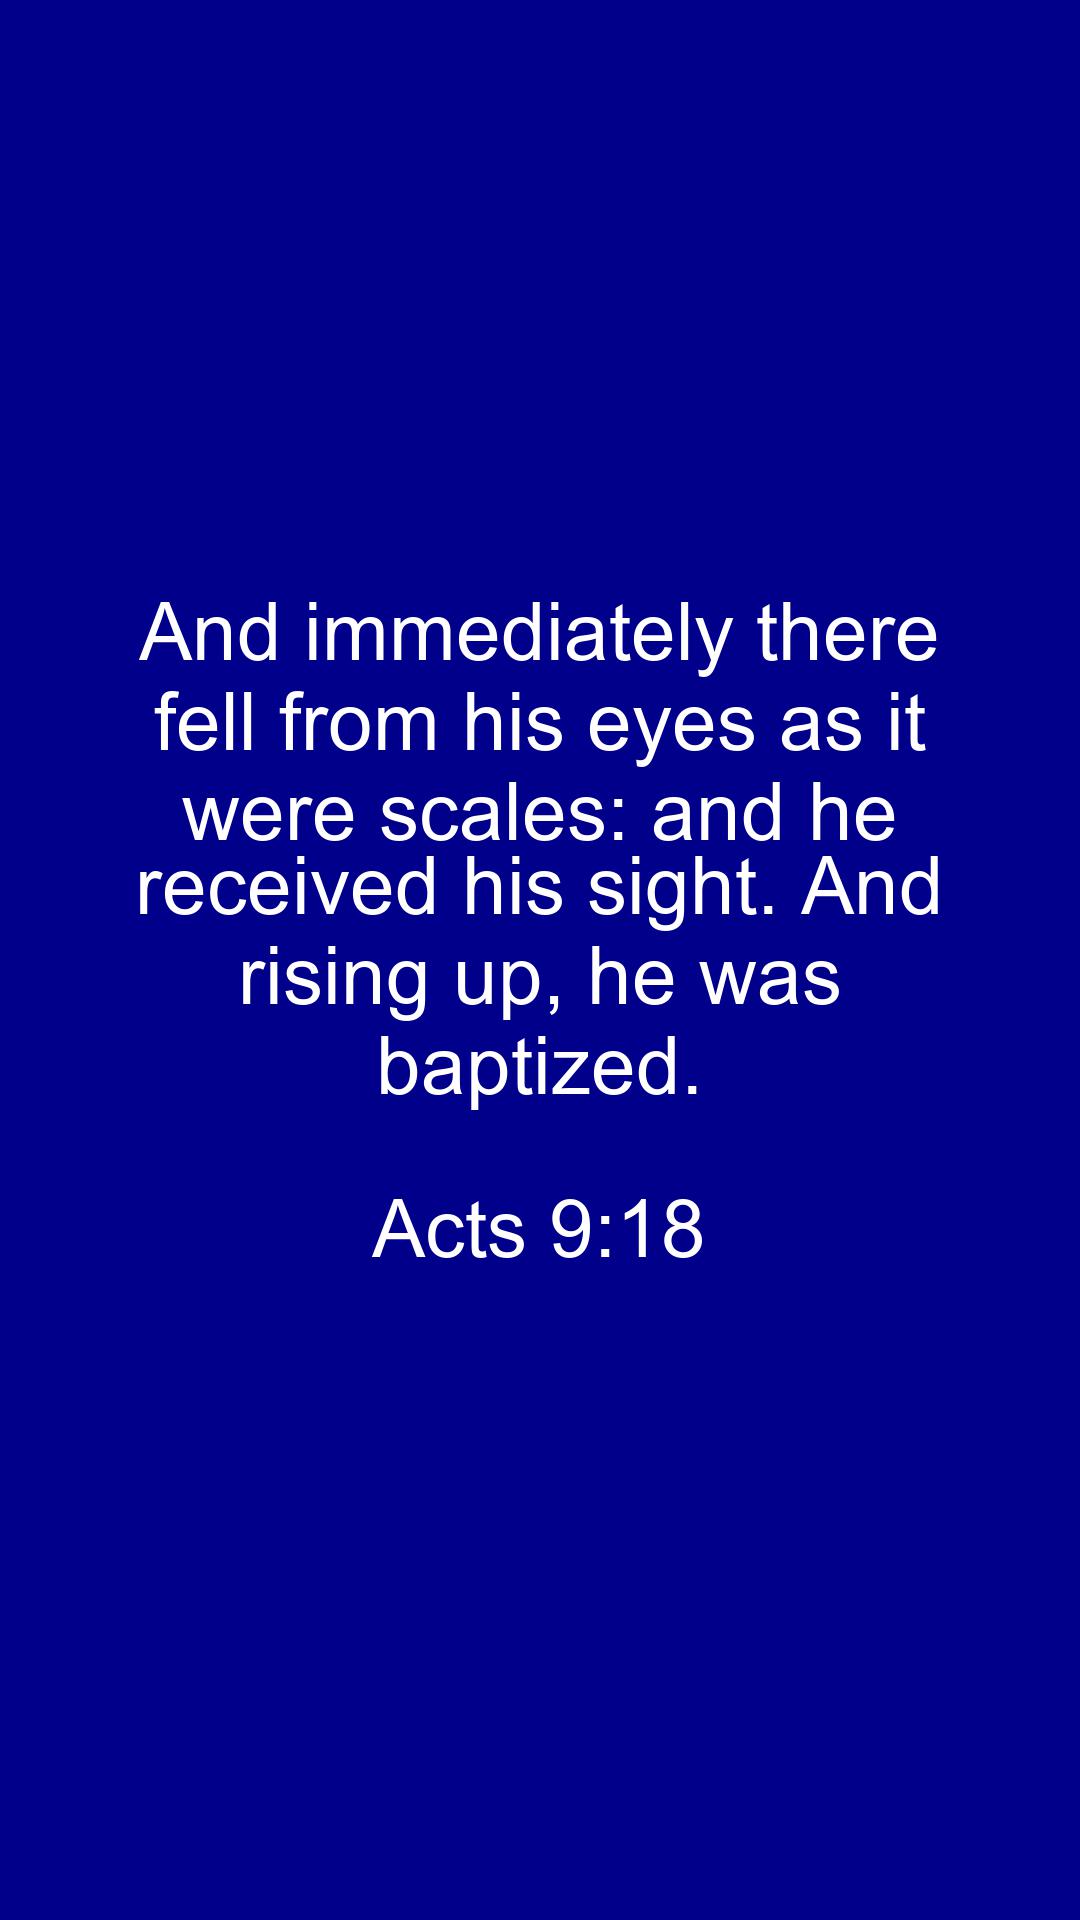 And immediately there
fell from his eyes as it
were scales: and he
received his sight. And
rising up, he was
baptized.
Acts 9:18